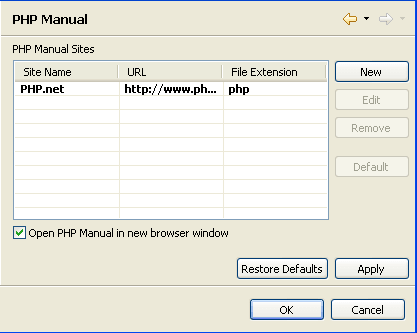 PHP Manual
PHP Manual Sites
Site Name URL File Extension
PHP.net http://www.ph... php
New
Edit
Remove
Default
Open PHP Manual in new browser window
Restore Defaults Apply
OK Cancel